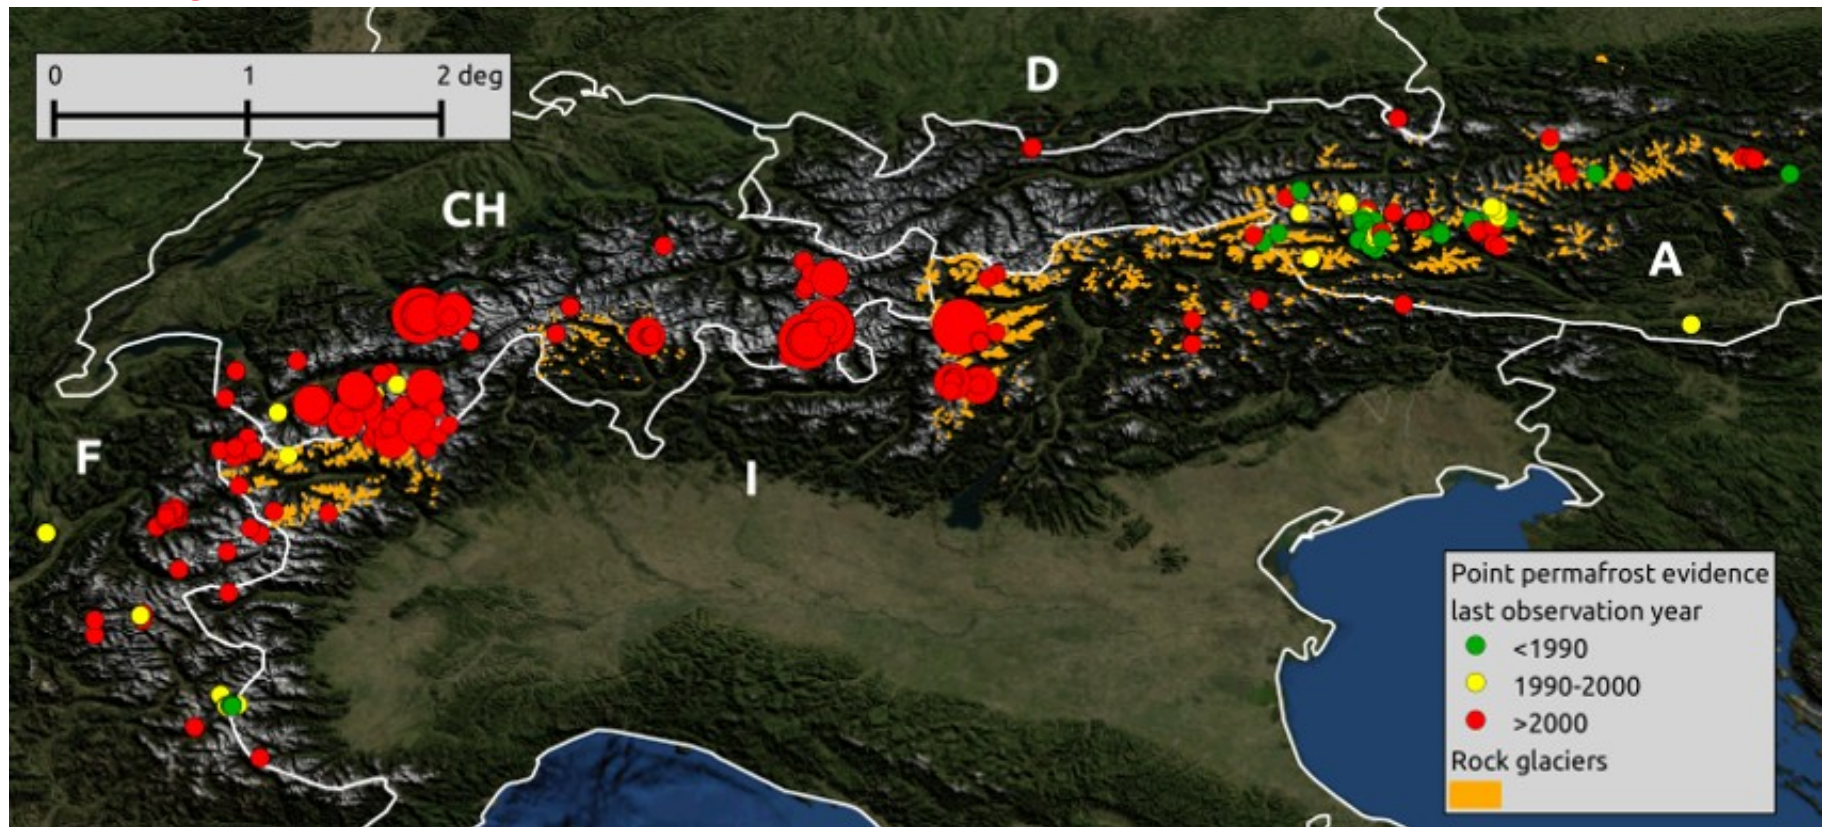 0 1 2 deg
D
CH
A
F
I
Point permafrost evidence
last observation year
<1990
1990-2000
>2000
Rock glaciers